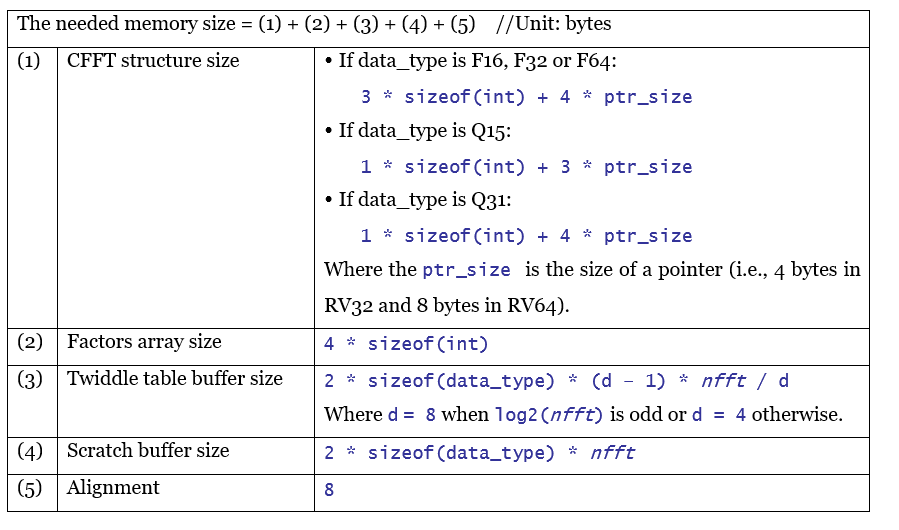 The needed memory size = (1) + (2) + (3) + (4) + (5) //Unit: bytes
(1) CFFT structure size • If data_type is F16, F32 or F64:
3 * sizeof(int) + 4 * ptr_size
• If data_type is Q15:
1 * sizeof(int) + 3 * ptr_size
• If data_type is Q31:
1 * sizeof(int) + 4 * ptr_size
Where the ptr_size is the size of a pointer (i.e., 4 bytes in
RV32 and 8 bytes in RV64).
(2) Factors array size 4 * sizeof(int)
(3) Twiddle table buffer size 2 * sizeof(data_type) * (d – 1) * nfft / d
Where d = 8 when log2(nfft) is odd or d = 4 otherwise.
(4) Scratch buffer size 2 * sizeof(data_type) * nfft
(5) Alignment 8